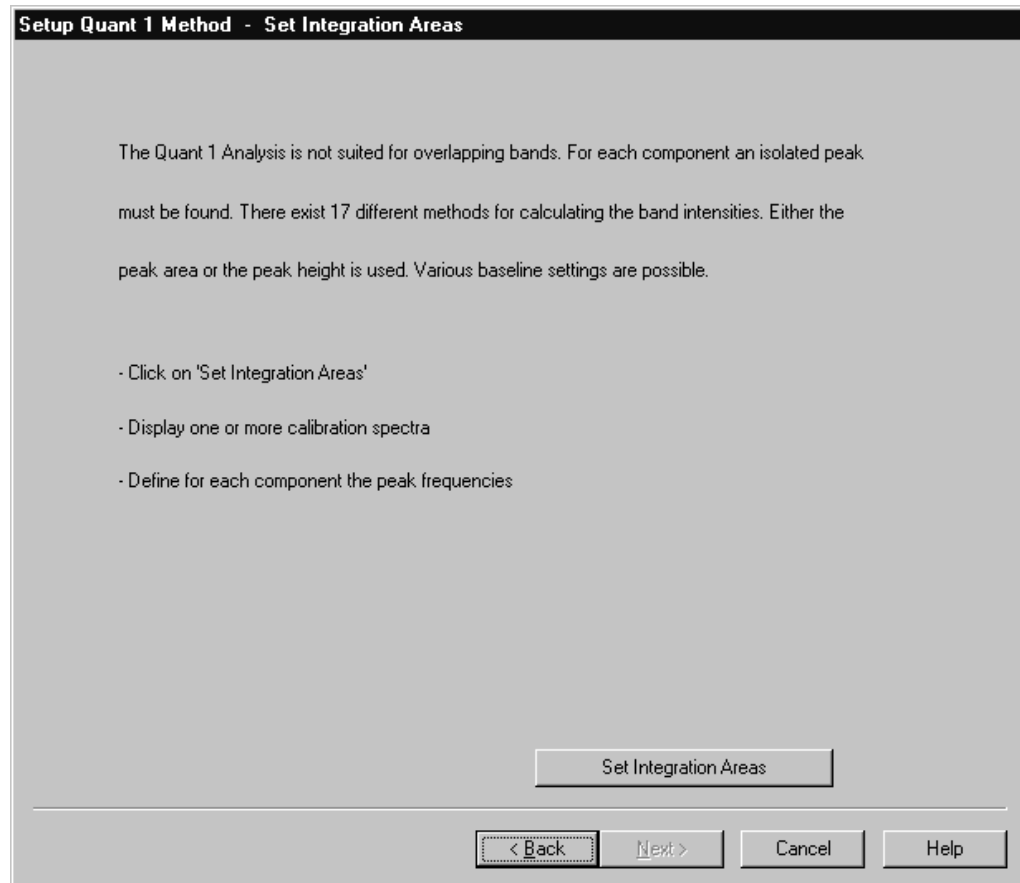 Setup Quant 1 Method - Set Integration Areas
The Quant 1 Analysis is not suited for overlapping bands. For each component an isolated peak
must be found. There exist 17 different methods for calculating the band intensities. Either the
peak area or the peak height is used. Various baseline settings are possible.
- Click on 'Set Integration Areas'
- Display one or more calibration spectra
- Define for each component the peak frequencies
Set Integration Areas
< Back Next > Cancel Help